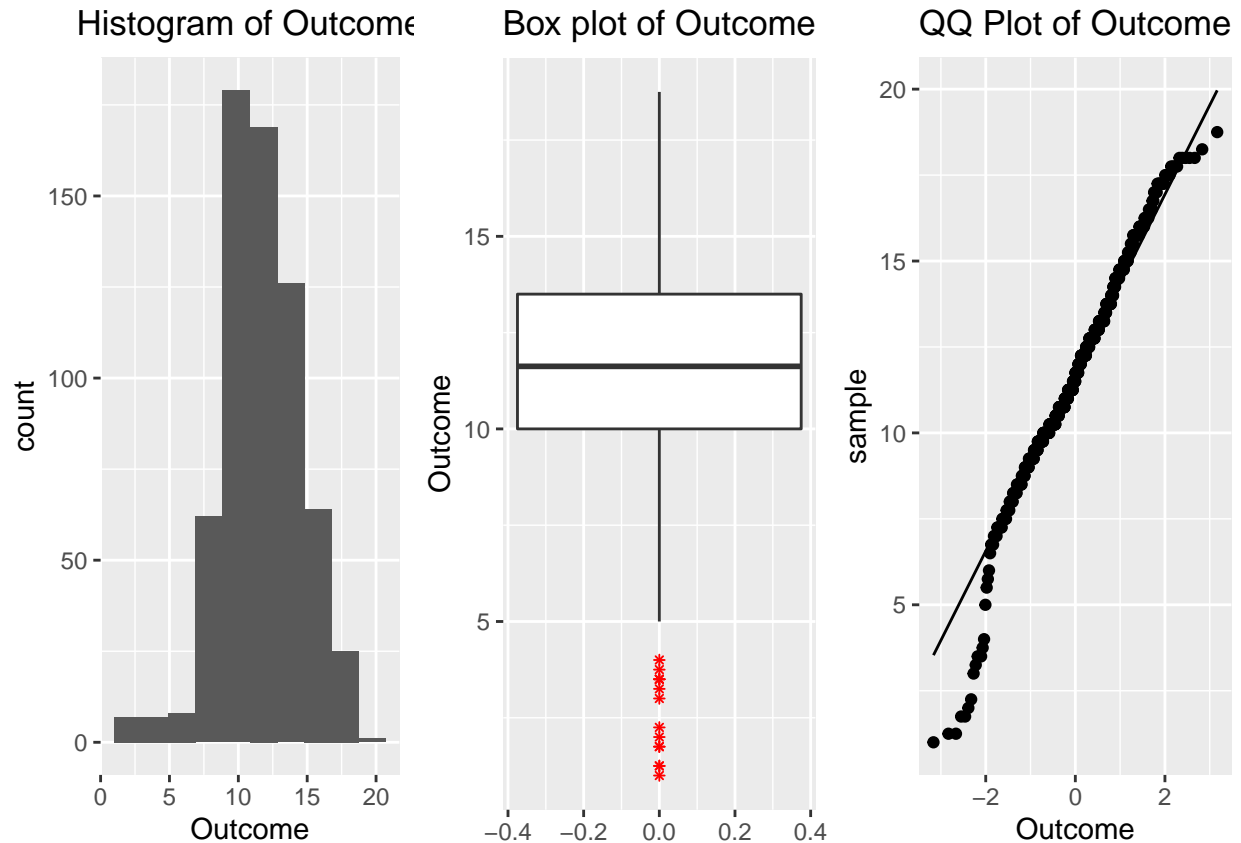 Histogram of Outcome
count
150
100
50
0
0 5 10 15 20
Outcome
Box plot of Outcome
Outcome
15
10
5
−0.4 −0.2 0.0 0.2 0.4
QQ Plot of Outcome
sample
20
15
10
5
−2 0 2
Outcome